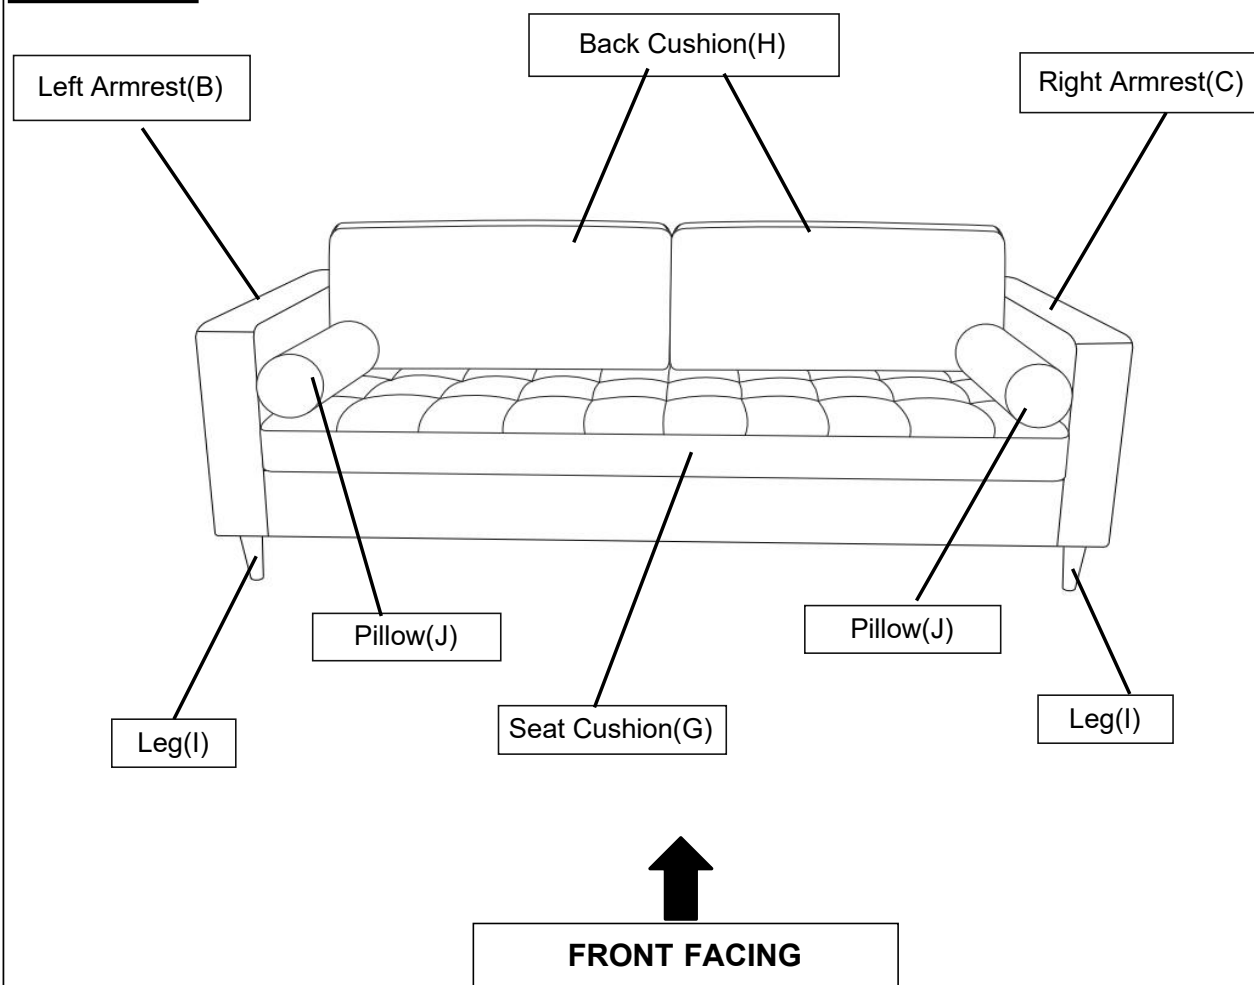 Back Cushion(H)
Left Armrest(B)
Right Armrest(C)
Pillow(J)
Pillow(J)
Leg(I)
Seat Cushion(G)
Leg(I)
FRONT FACING